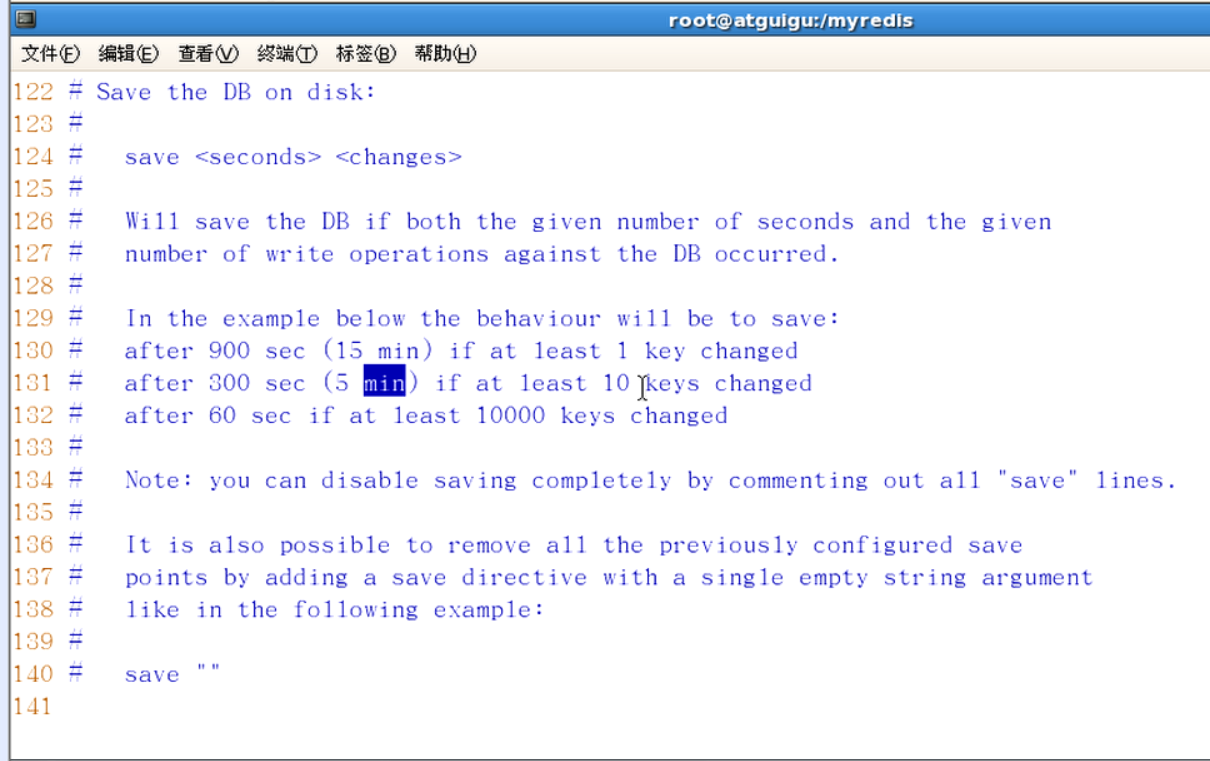 root@atguigu:/myredis
文件(F) 编辑(E) 查看(V) 终端(T) 标签(B) 帮助(H)
122 # Save the DB on disk:
123 #
124 #   save <seconds> <changes>
125 #
126 #   Will save the DB if both the given number of seconds and the given
127 #   number of write operations against the DB occurred.
128 #
129 #   In the example below the behaviour will be to save:
130 #   after 900 sec (15 min) if at least 1 key changed
131 #   after 300 sec (5 min) if at least 10 keys changed
132 #   after 60 sec if at least 10000 keys changed
133 #
134 #   Note: you can disable saving completely by commenting out all "save" lines.
135 #
136 #   It is also possible to remove all the previously configured save
137 #   points by adding a save directive with a single empty string argument
138 #   like in the following example:
139 #
140 #   save ""
141